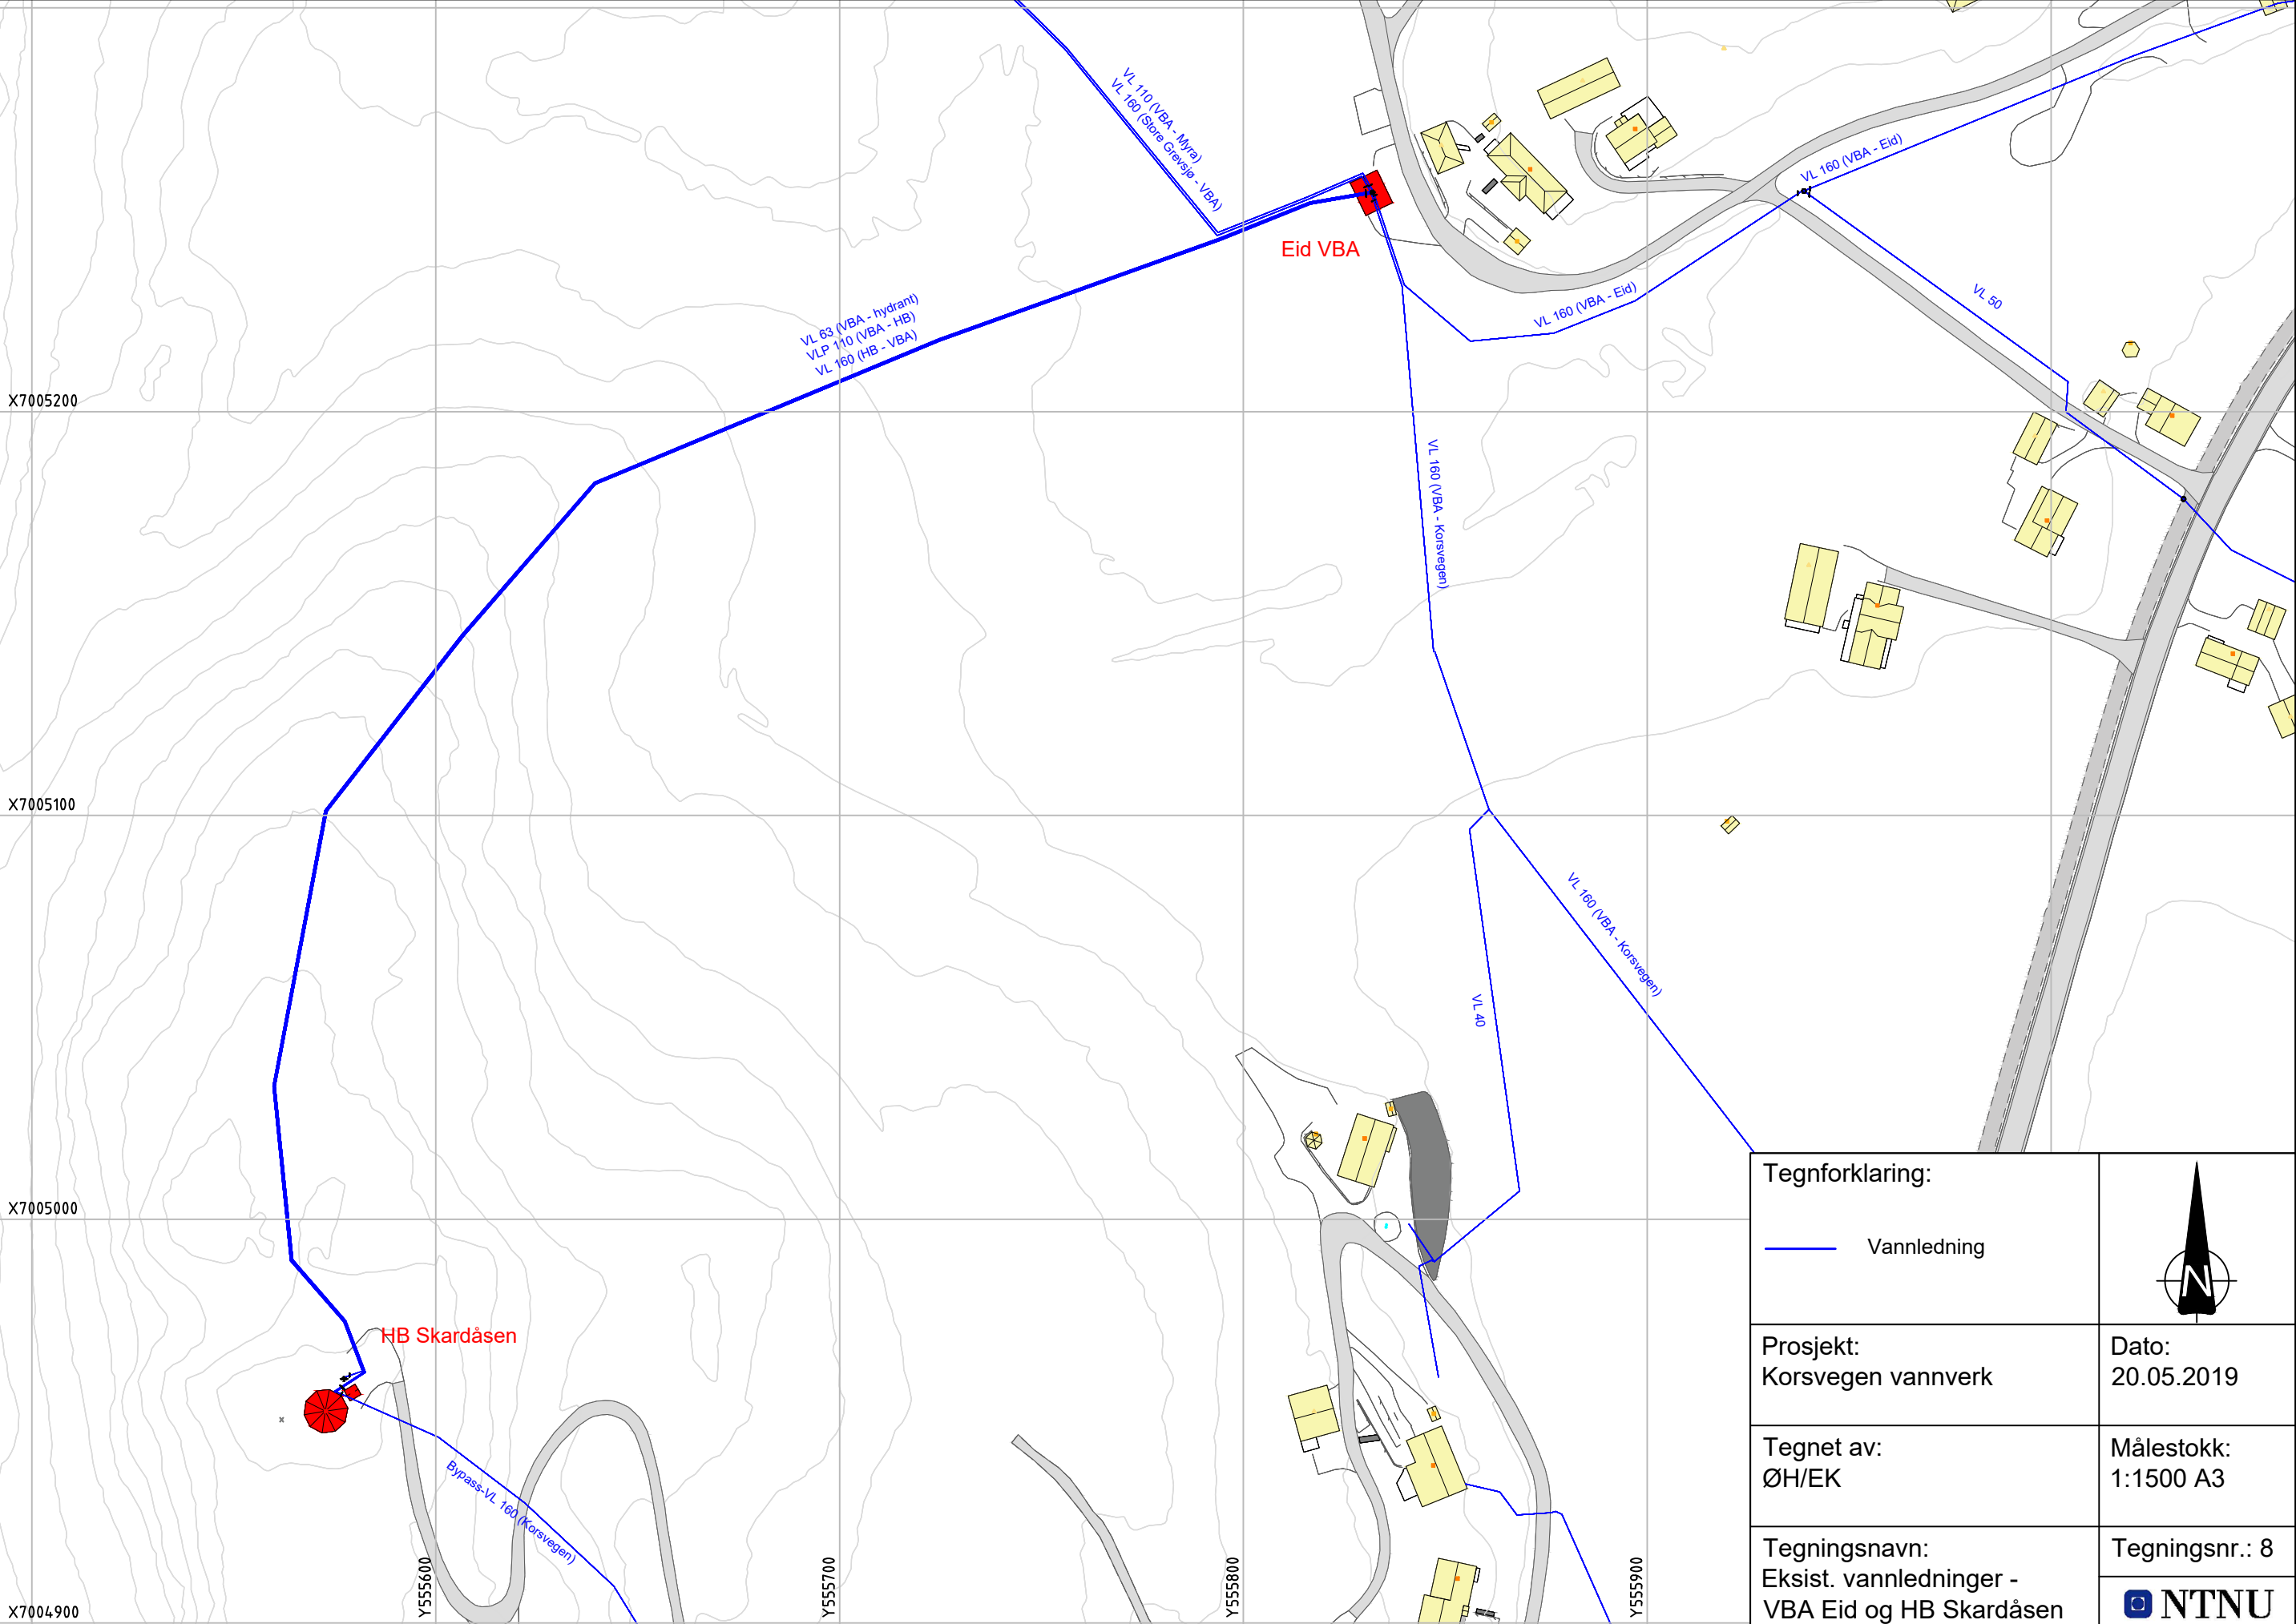 VL 110 (VBA - Myra)
VL 160 (Store Grevsjø - VBA)
VL 160 (VBA - Eid)
Eid VBA
VL 160 (VBA - Eid)
VL 50
VL 63 (VBA - hydrant)
VLP 110 (VBA - HB)
VL 160 (HB - VBA)
X7005200
VL 160 (VBA - Korsvegen)
X7005100
VL 160 (VBA - Korsvegen)
VL 40
X7005000
HB Skardåsen
Bypass-VL 160 (Korsvegen)
Y555600
Y555700
Y555800
Y555900
X7004900
Tegnforklaring:
Vannledning
N
Prosjekt:
Korsvegen vannverk
Dato:
20.05.2019
Tegnet av:
ØH/EK
Målestokk:
1:1500 A3
Tegningsnavn:
Eksist. vannledninger -
VBA Eid og HB Skardåsen
Tegningsnr.: 8
NTNU